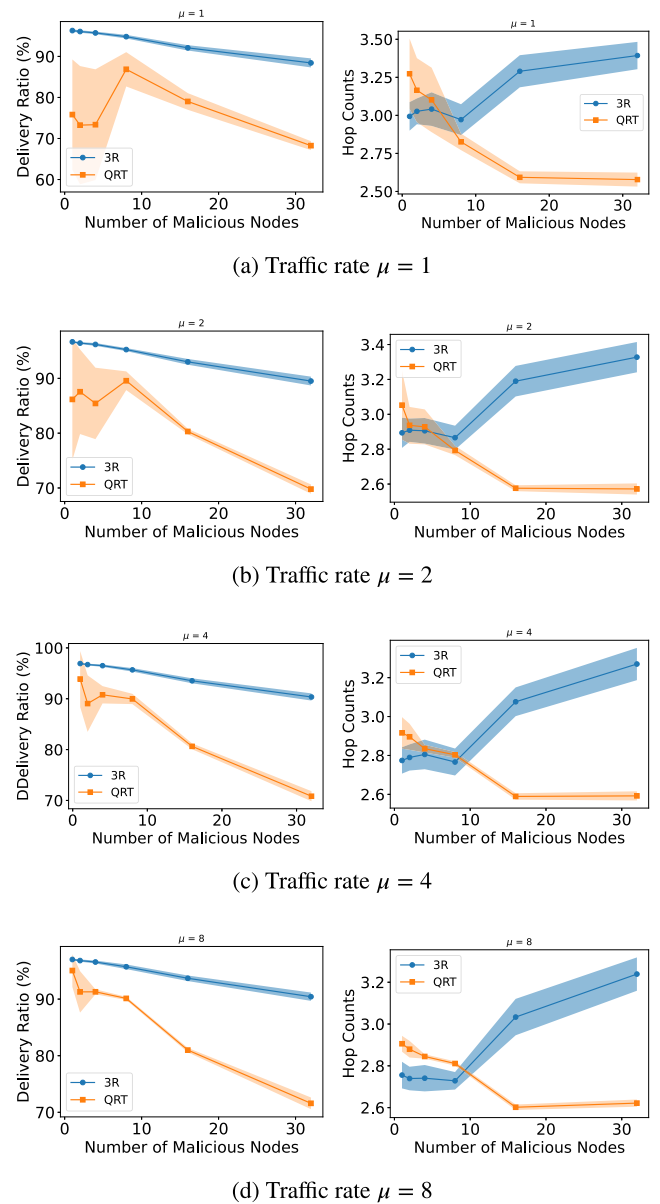 μ = 1
Delivery Ratio (%)
90
80
70
60
3R
QRT
0 10 20 30
Number of Malicious Nodes
μ = 1
Hop Counts
3.50
3.25
3.00
2.75
2.50
3R
QRT
0 10 20 30
Number of Malicious Nodes
(a) Traffic rate μ = 1
μ = 2
Delivery Ratio (%)
90
80
70
3R
QRT
0 10 20 30
Number of Malicious Nodes
μ = 2
Hop Counts
3.4
3.2
3.0
2.8
2.6
3R
QRT
0 10 20 30
Number of Malicious Nodes
(b) Traffic rate μ = 2
μ = 4
DDelivery Ratio (%)
100
90
80
70
3R
QRT
0 10 20 30
Number of Malicious Nodes
μ = 4
Hop Counts
3.2
3.0
2.8
2.6
3R
QRT
0 10 20 30
Number of Malicious Nodes
(c) Traffic rate μ = 4
μ = 8
Delivery Ratio (%)
90
80
70
3R
QRT
0 10 20 30
Number of Malicious Nodes
μ = 8
Hop Counts
3.2
3.0
2.8
2.6
3R
QRT
0 10 20 30
Number of Malicious Nodes
(d) Traffic rate μ = 8